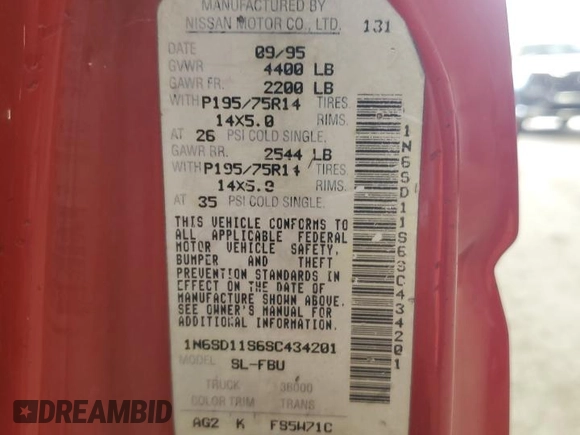 MANUFACTURED BY
NISSAN MOTOR CO., LTD. 131
DATE 09/95
GVWR 4400 LB
GAWR FR. 2200 LB
WITH P195/75R14 TIRES
14X5.0 RIMS.
AT 26 PSI COLD SINGLE.
GAWR RR. 2544 LB
WITH P195/75R14 TIRES
14X5.0 RIMS.
AT 35 PSI COLD SINGLE.
THIS VEHICLE CONFORMS TO
ALL APPLICABLE FEDERAL
MOTOR VEHICLE SAFETY,
BUMPER AND THEFT
PREVENTION STANDARDS IN
EFFECT ON THE DATE OF
MANUFACTURE SHOWN ABOVE.
SEE OWNER'S MANUAL FOR
ADDITIONAL INFORMATION.
1N6SD11S6SC434201
MODEL SL-FBU
TRUCK 36000
COLOR TRIM TRANS
AG2 K FS5W71C
1N6SD11S6SC434201
DREAMBID